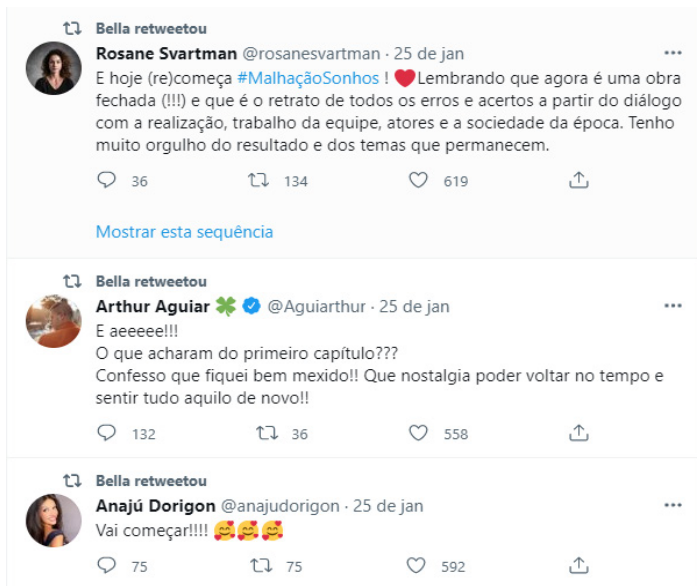 Bella retweetou
Rosane Svartman @rosanesvartman · 25 de jan
E hoje (re)começa #MalhaçãoSonhos ! ❤️Lembrando que agora é uma obra
fechada (!!!) e que é o retrato de todos os erros e acertos a partir do diálogo
com a realização, trabalho da equipe, atores e a sociedade da época. Tenho
muito orgulho do resultado e dos temas que permanecem.
36 134 619
Mostrar esta sequência
Bella retweetou
Arthur Aguiar 🍀 @Aguiarthur · 25 de jan
E aeeeee!!!
O que acharam do primeiro capítulo???
Confesso que fiquei bem mexido!! Que nostalgia poder voltar no tempo e
sentir tudo aquilo de novo!!
132 36 558
Bella retweetou
Anajú Dorigon @anajudorigon · 25 de jan
Vai começar!!!! 🥰🥰🥰
75 75 592